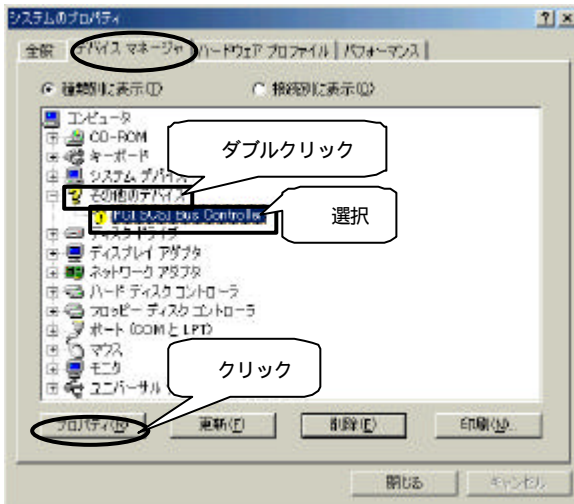 システムのプロパティ
全般 デバイス マネージャ ハードウェア プロファイル パフォーマンス
種類別に表示(T) 接続別に表示(C)
コンピュータ
CD-ROM
キーボード
システム デバイス
ダブルクリック
その他のデバイス
PCI SCSI Bus Controller
選択
ディスク ドライブ
ディスプレイ アダプタ
ネットワーク アダプタ
ハード ディスク コントローラ
フロッピー ディスク コントローラ
ポート (COM と LPT)
マウス
モニタ
クリック
ユニバーサル
プロパティ(R) 更新(F) 削除(E) 印刷(N)...
閉じる キャンセル